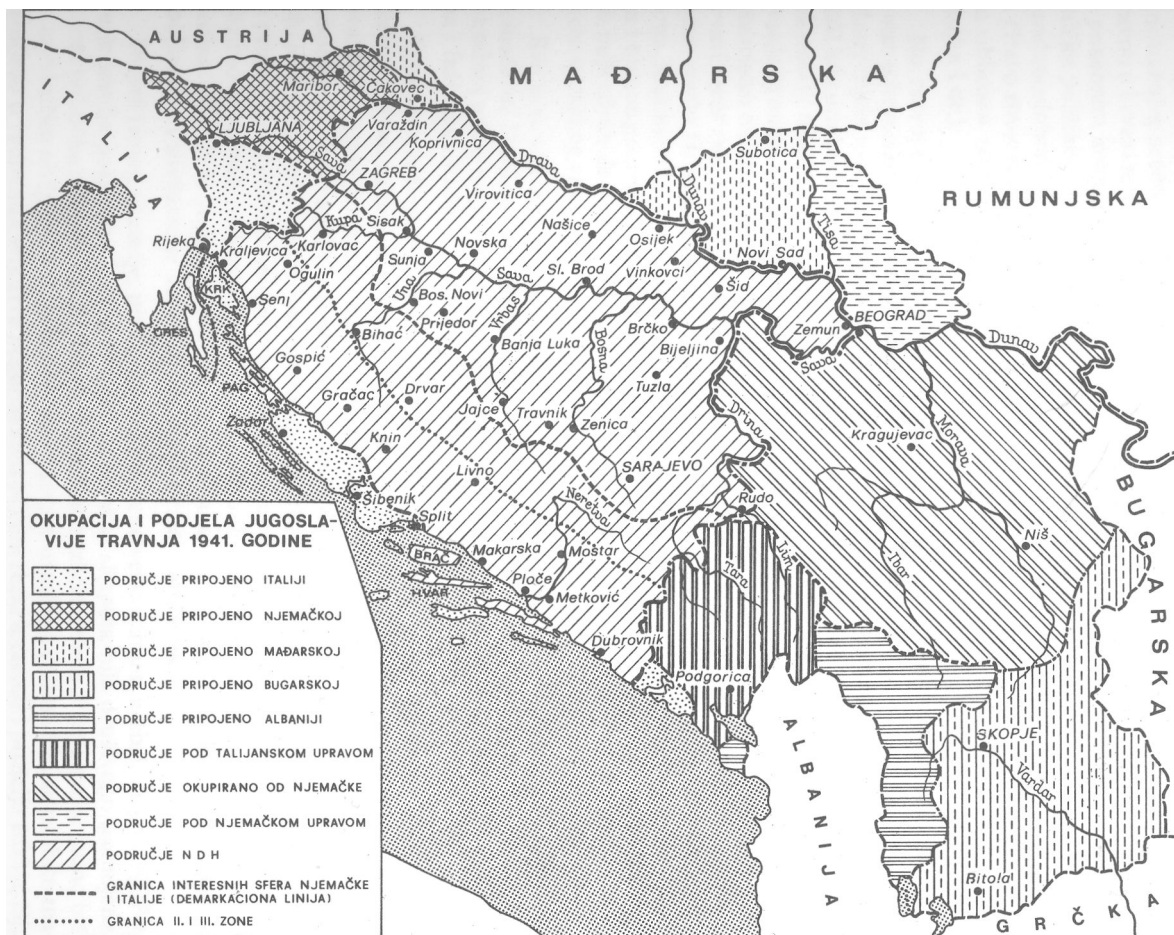 AUSTRIJA
MAĐARSKA
ITALIJA
RUMUNJSKA
Maribor
Čakovec
LJUBLJANA
Varaždin
Koprivnica
Drava
Subotica
Sava
ZAGREB
Virovitica
Dunav
Tisa
Kupa
Sisak
Našice
Osijek
Rijeka
Kraljevica
Karlovac
Novska
Novi Sad
Ogulin
Sunja
Sl. Brod
Vinkovci
KRK
Una
Sava
Šid
Senj
Bos. Novi
Vrbas
CRES
Prijedor
Bosna
Brčko
Zemun
BEOGRAD
Bihać
Banja Luka
Bijeljina
Sava
Dunav
Gospić
Tuzla
PAG
Gračac
Drvar
Jajce
Travnik
Zenica
Drina
Zadar
Knin
Kragujevac
Morava
Livno
SARAJEVO
BUGARSKA
Šibenik
Neretva
Rudo
Split
BRAČ
Makarska
Mostar
Tara
Lim
Ibar
Niš
HVAR
Ploče
Metković
Dubrovnik
Podgorica
ALBANIJA
SKOPJE
Vardar
Bitola
GRČKA
OKUPACIJA I PODJELA JUGOSLA-
VIJE TRAVNJA 1941. GODINE
PODRUČJE PRIPOJENO ITALIJI
PODRUČJE PRIPOJENO NJEMAČKOJ
PODRUČJE PRIPOJENO MAĐARSKOJ
PODRUČJE PRIPOJENO BUGARSKOJ
PODRUČJE PRIPOJENO ALBANIJI
PODRUČJE POD TALIJANSKOM UPRAVOM
PODRUČJE OKUPIRANO OD NJEMAČKE
PODRUČJE POD NJEMAČKOM UPRAVOM
PODRUČJE N D H
GRANICA INTERESNIH SFERA NJEMAČKE
I ITALIJE (DEMARKACIONA LINIJA)
GRANICA II. I III. ZONE